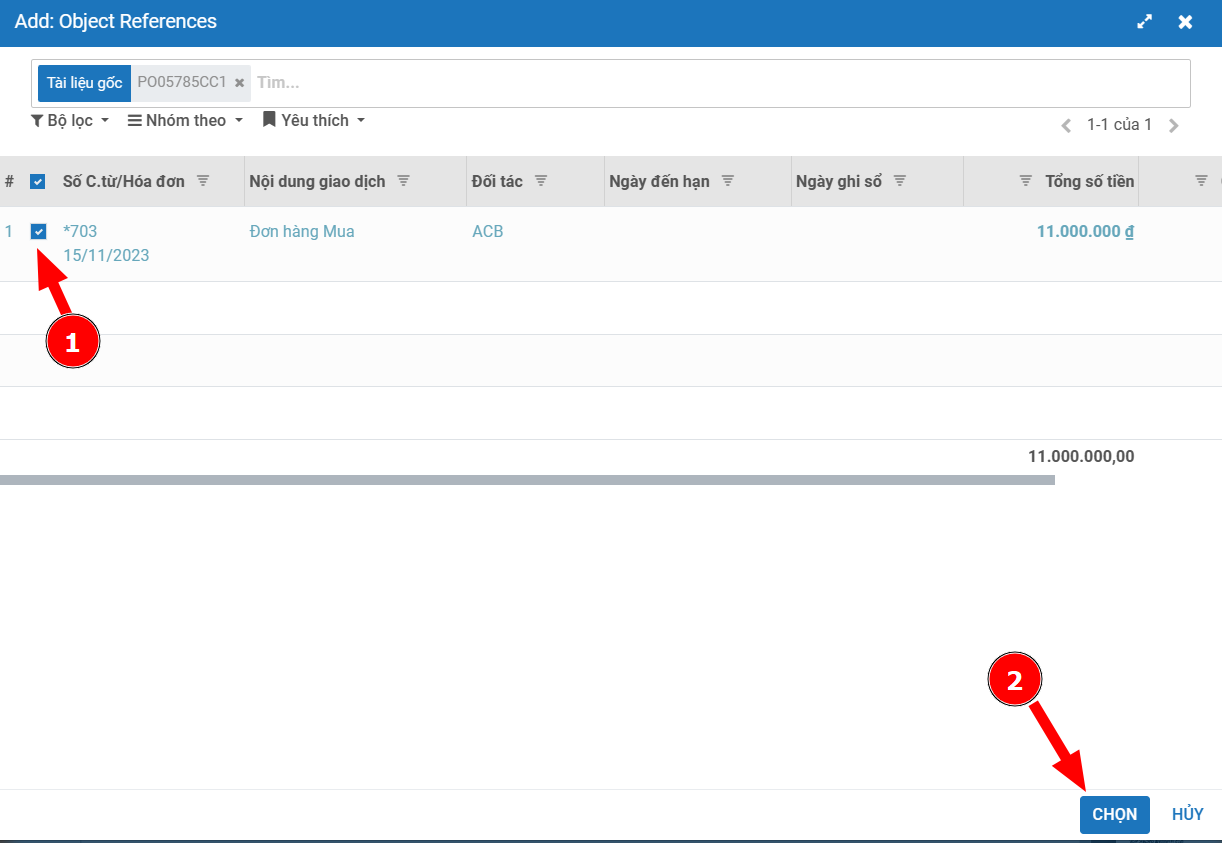 Add: Object References
Tài liệu gốc PO05785CC1 Tìm...
Bộ lọc Nhóm theo Yêu thích 1-1 của 1
# Số C.từ/Hóa đơn Nội dung giao dịch Đối tác Ngày đến hạn Ngày ghi sổ Tổng số tiền
1 *703 Đơn hàng Mua ACB 11.000.000 ₫
15/11/2023
1
11.000.000,00
2
CHỌN HỦY